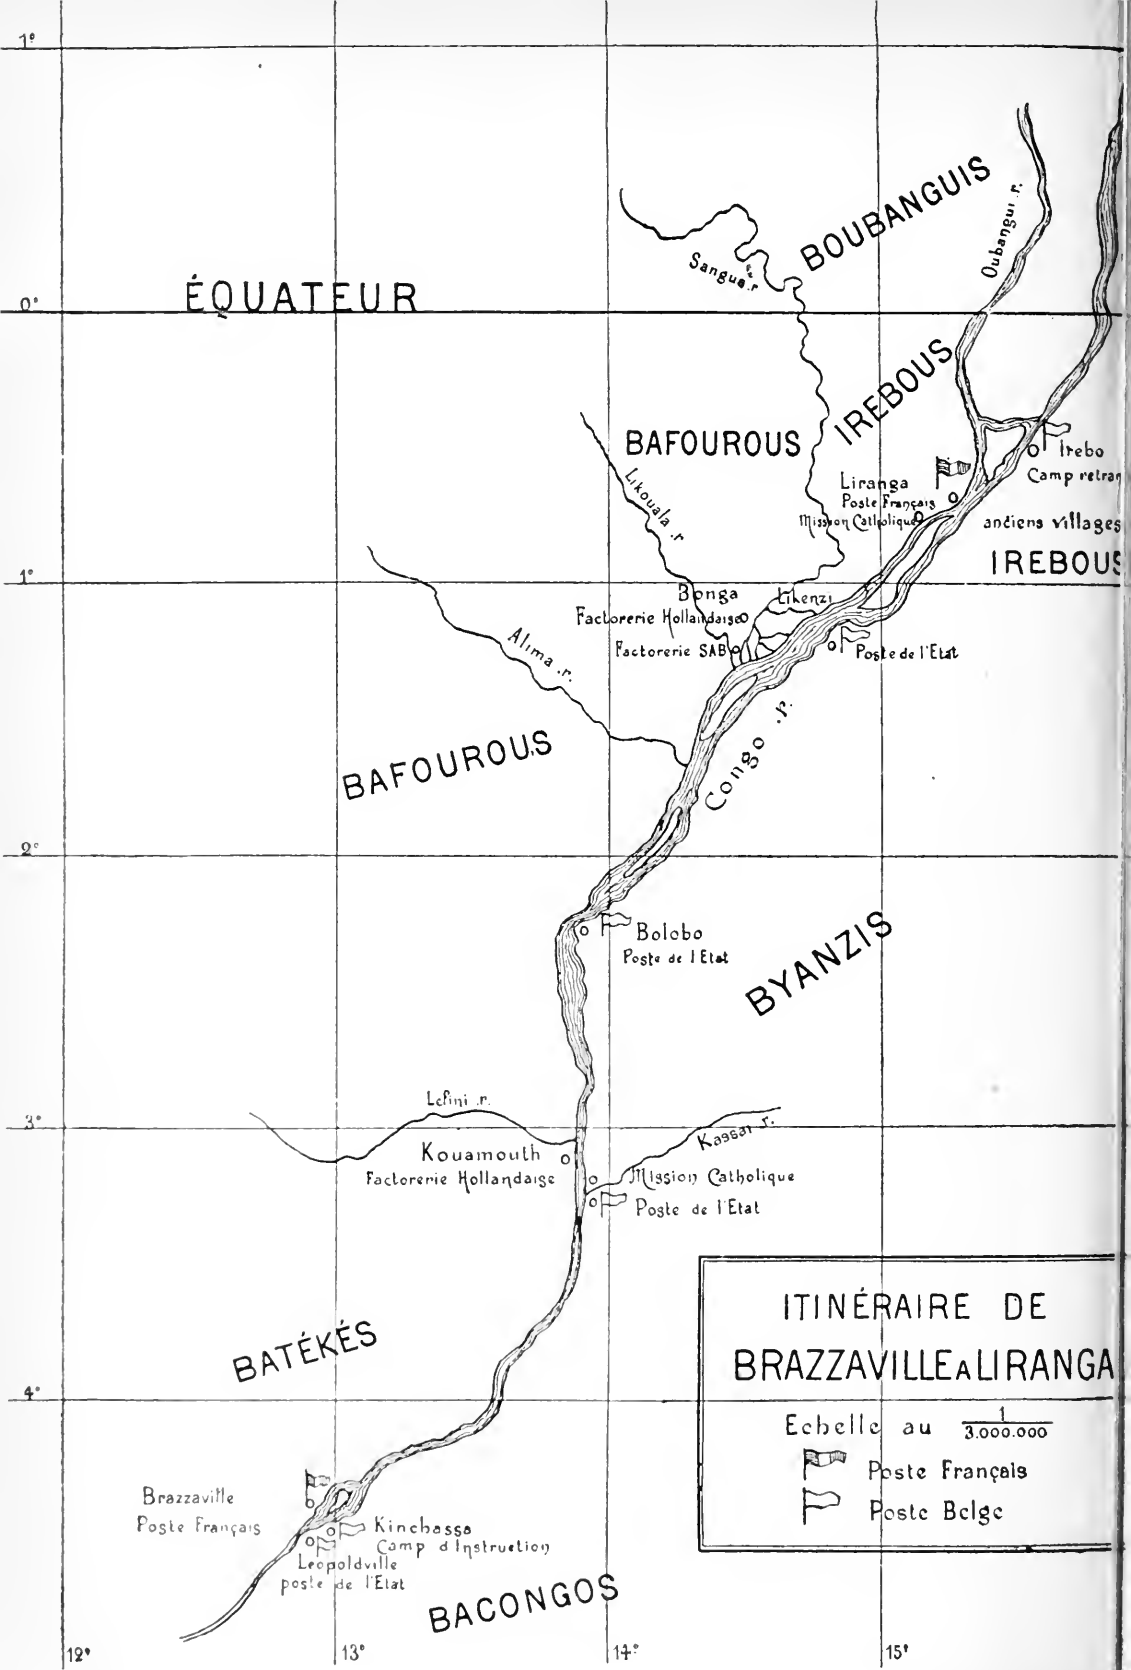 1°
BOUBANGUIS
Oubangui .r.
Sangua .r
ÉQUATEUR
0°
IREBOUS
BAFOUROUS
Irebo
Camp retran
Liranga
Poste Français
Mission Catholique
anciens villages
IREBOUS
Likouala .r
1°
Bonga
Likenzi
Factorerie Hollandaise
Factorerie SAB
Poste de l'Etat
Alima .r.
Congo .r.
BAFOUROUS
2°
Bolobo
Poste de l Etat
BYANZIS
Lefini .r.
3°
Kassai r.
Kouamouth
Factorerie Hollandaise
Mission Catholique
Poste de l'Etat
ITINÉRAIRE DE
BRAZZAVILLE A LIRANGA
BATÉKÉS
4°
Echelle au 1/3.000.000
Poste Français
Poste Belge
Brazzaville
Poste Français
Kinchassa
Camp d'Instruction
Léopoldville
poste de l'Etat
BACONGOS
12°
13°
14°
15°